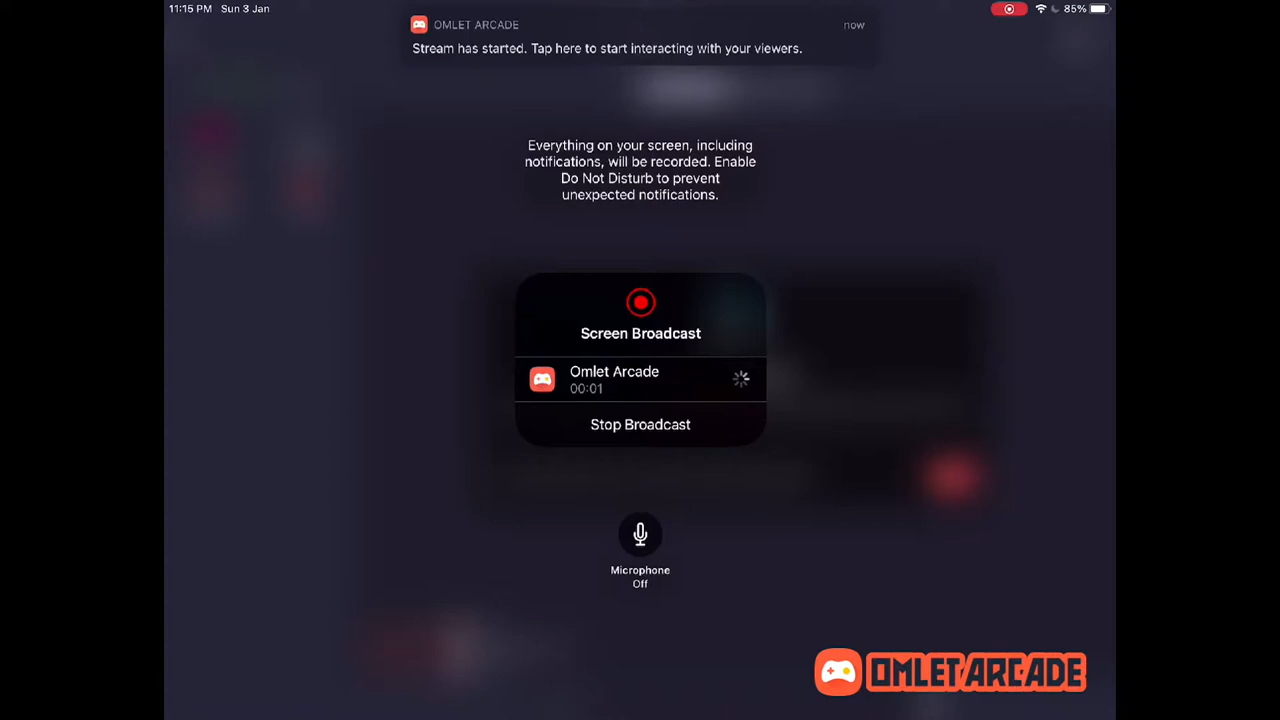 11:15 PM Sun 3 Jan
85%
OMLET ARCADE
now
Stream has started. Tap here to start interacting with your viewers.
Everything on your screen, including
notifications, will be recorded. Enable
Do Not Disturb to prevent
unexpected notifications.
Screen Broadcast
Omlet Arcade
00:01
Stop Broadcast
Microphone
Off
OMLET ARCADE